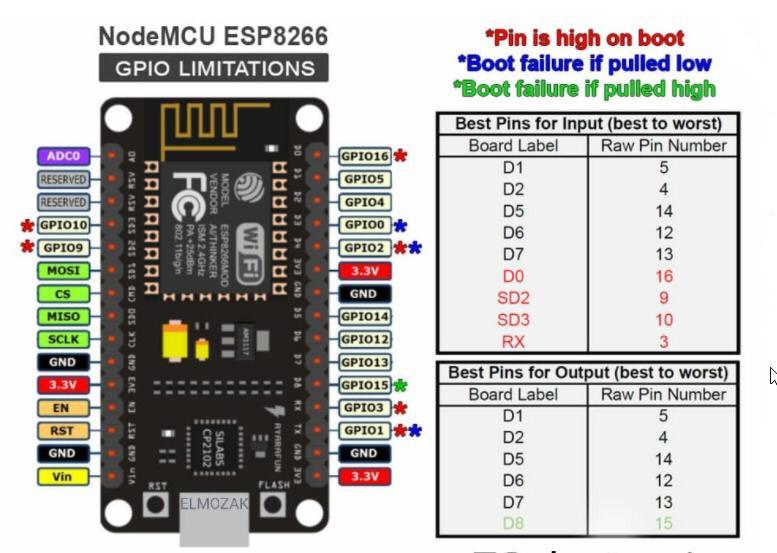 NodeMCU ESP8266
GPIO LIMITATIONS
*Pin is high on boot
*Boot failure if pulled low
*Boot failure if pulled high
ADC0
RESERVED
RESERVED
*GPIO10
*GPIO9
MOSI
CS
MISO
SCLK
GND
3.3V
EN
RST
GND
Vin
A0
RSV
RSV
SD3
SD2
SD1
CMD
SD0
CLK
GND
3V3
EN
RST
GND
Vin
MODEL ESP8266MOD
VENDOR AI/THINKER
ISM 2.4GHz
PA +25dBm
802.11b/g/n
FC
Wi Fi
AM1117
SILABS
CP2102
AYARAFUN
RST
FLASH
ELMOZAK
D0
D1
D2
D3
D4
3V3
GND
D5
D6
D7
D8
RX
TX
GND
3V3
GPIO16*
GPIO5
GPIO4
GPIO0*
GPIO2**
3.3V
GND
GPIO14
GPIO12
GPIO13
GPIO15*
GPIO3*
GPIO1**
GND
3.3V
Best Pins for Input (best to worst)
Board Label Raw Pin Number
D1 5
D2 4
D5 14
D6 12
D7 13
D0 16
SD2 9
SD3 10
RX 3
Best Pins for Output (best to worst)
Board Label Raw Pin Number
D1 5
D2 4
D5 14
D6 12
D7 13
D8 15